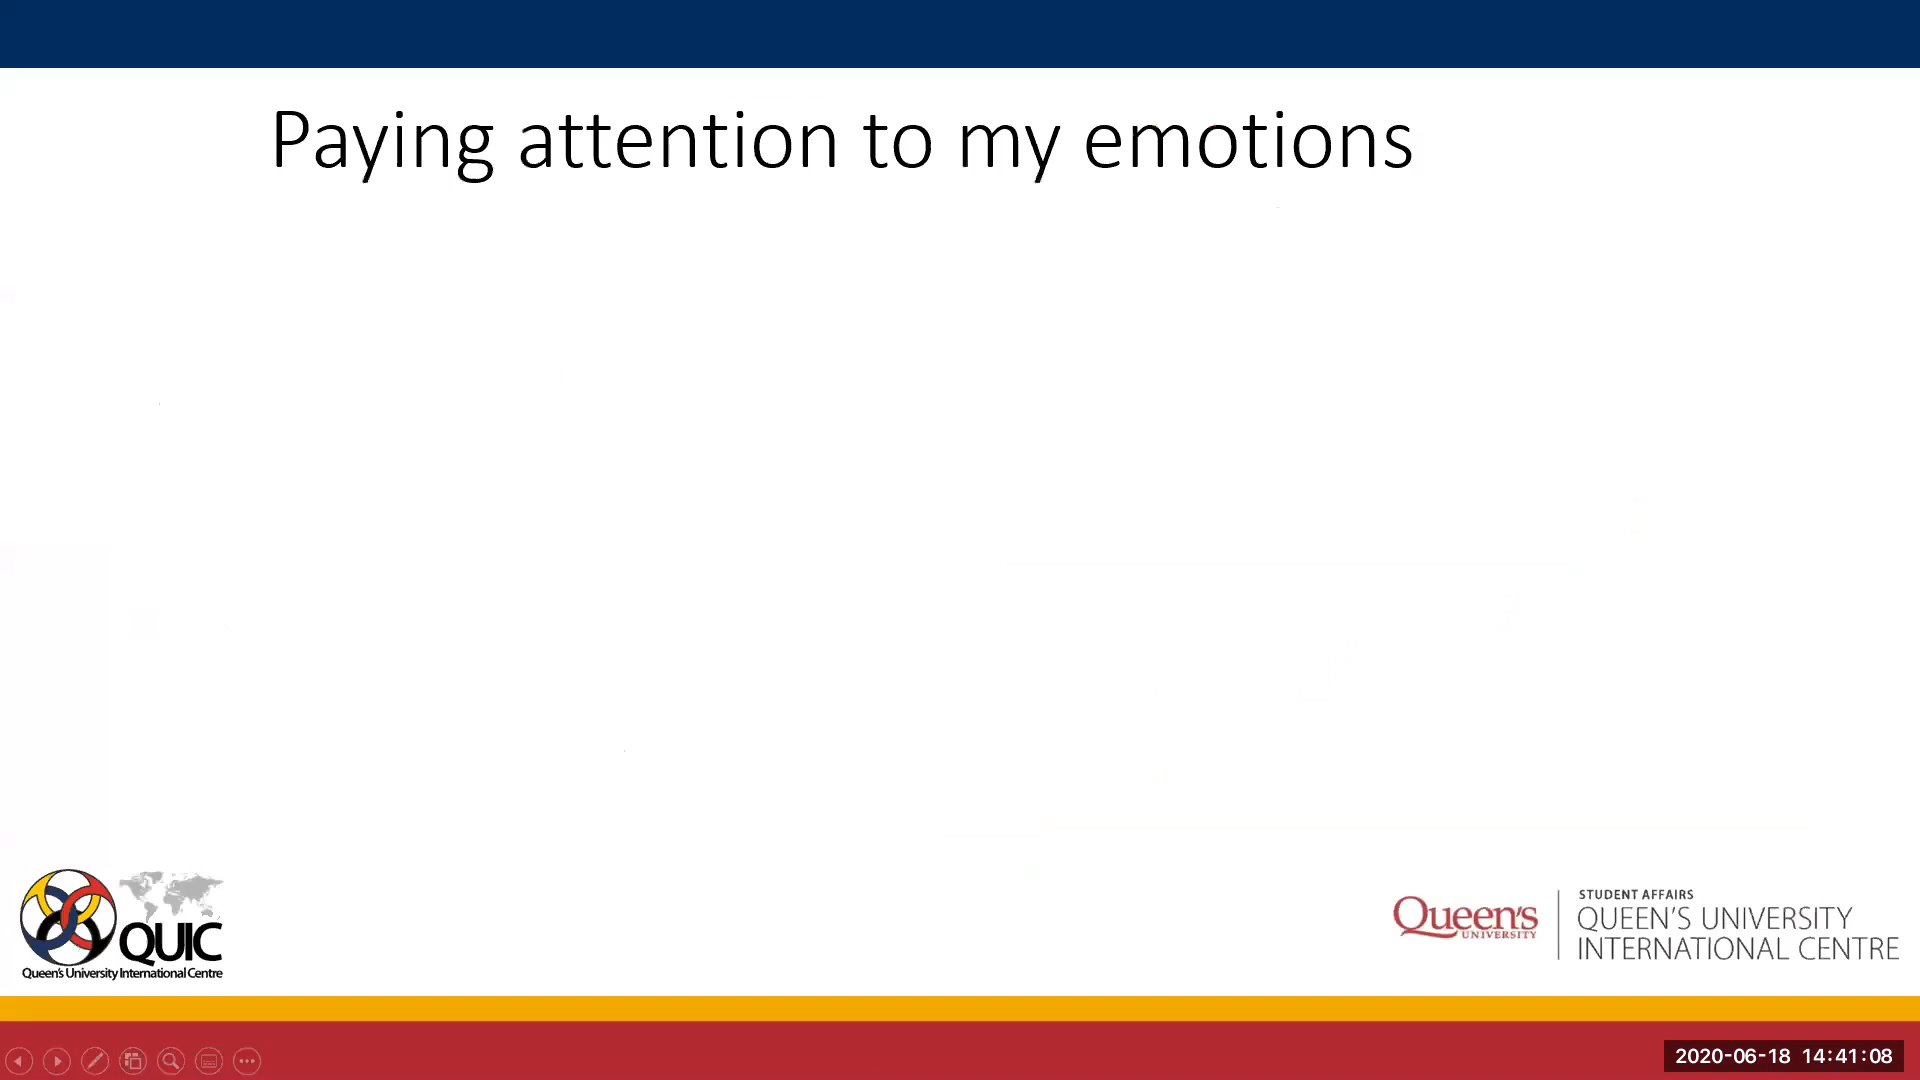 Paying attention to my emotions
QUIC
Queen's University International Centre
Queen's
UNIVERSITY
STUDENT AFFAIRS
QUEEN'S UNIVERSITY
INTERNATIONAL CENTRE
2020-06-18 14:41:08